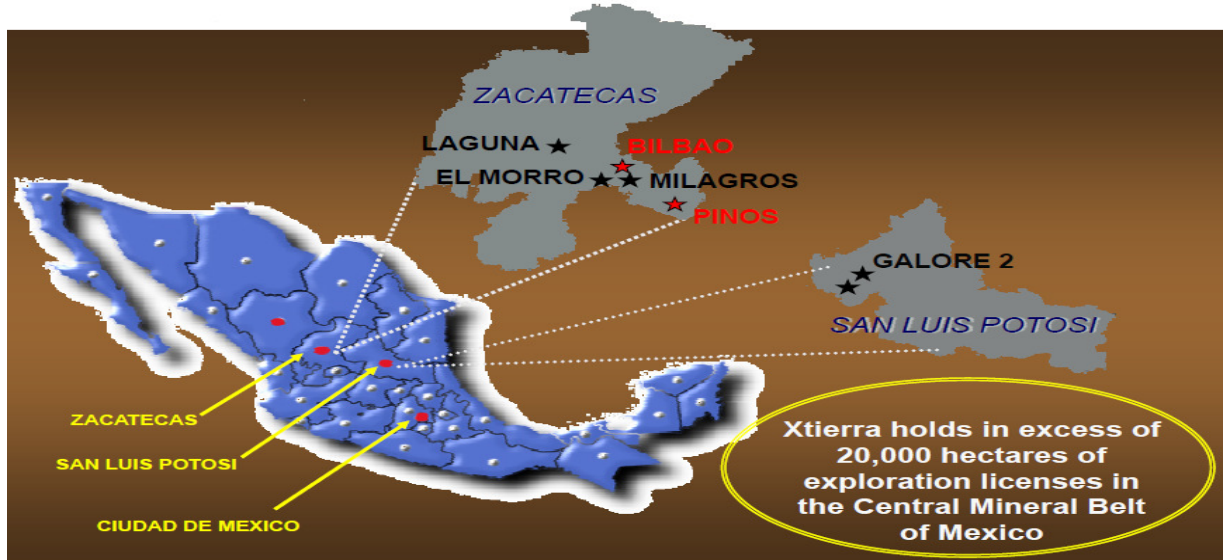 ZACATECAS
LAGUNA
BILBAO
EL MORRO
MILAGROS
PINOS
GALORE 2
SAN LUIS POTOSI
ZACATECAS
SAN LUIS POTOSI
CIUDAD DE MEXICO
Xtierra holds in excess of
20,000 hectares of
exploration licenses in
the Central Mineral Belt
of Mexico